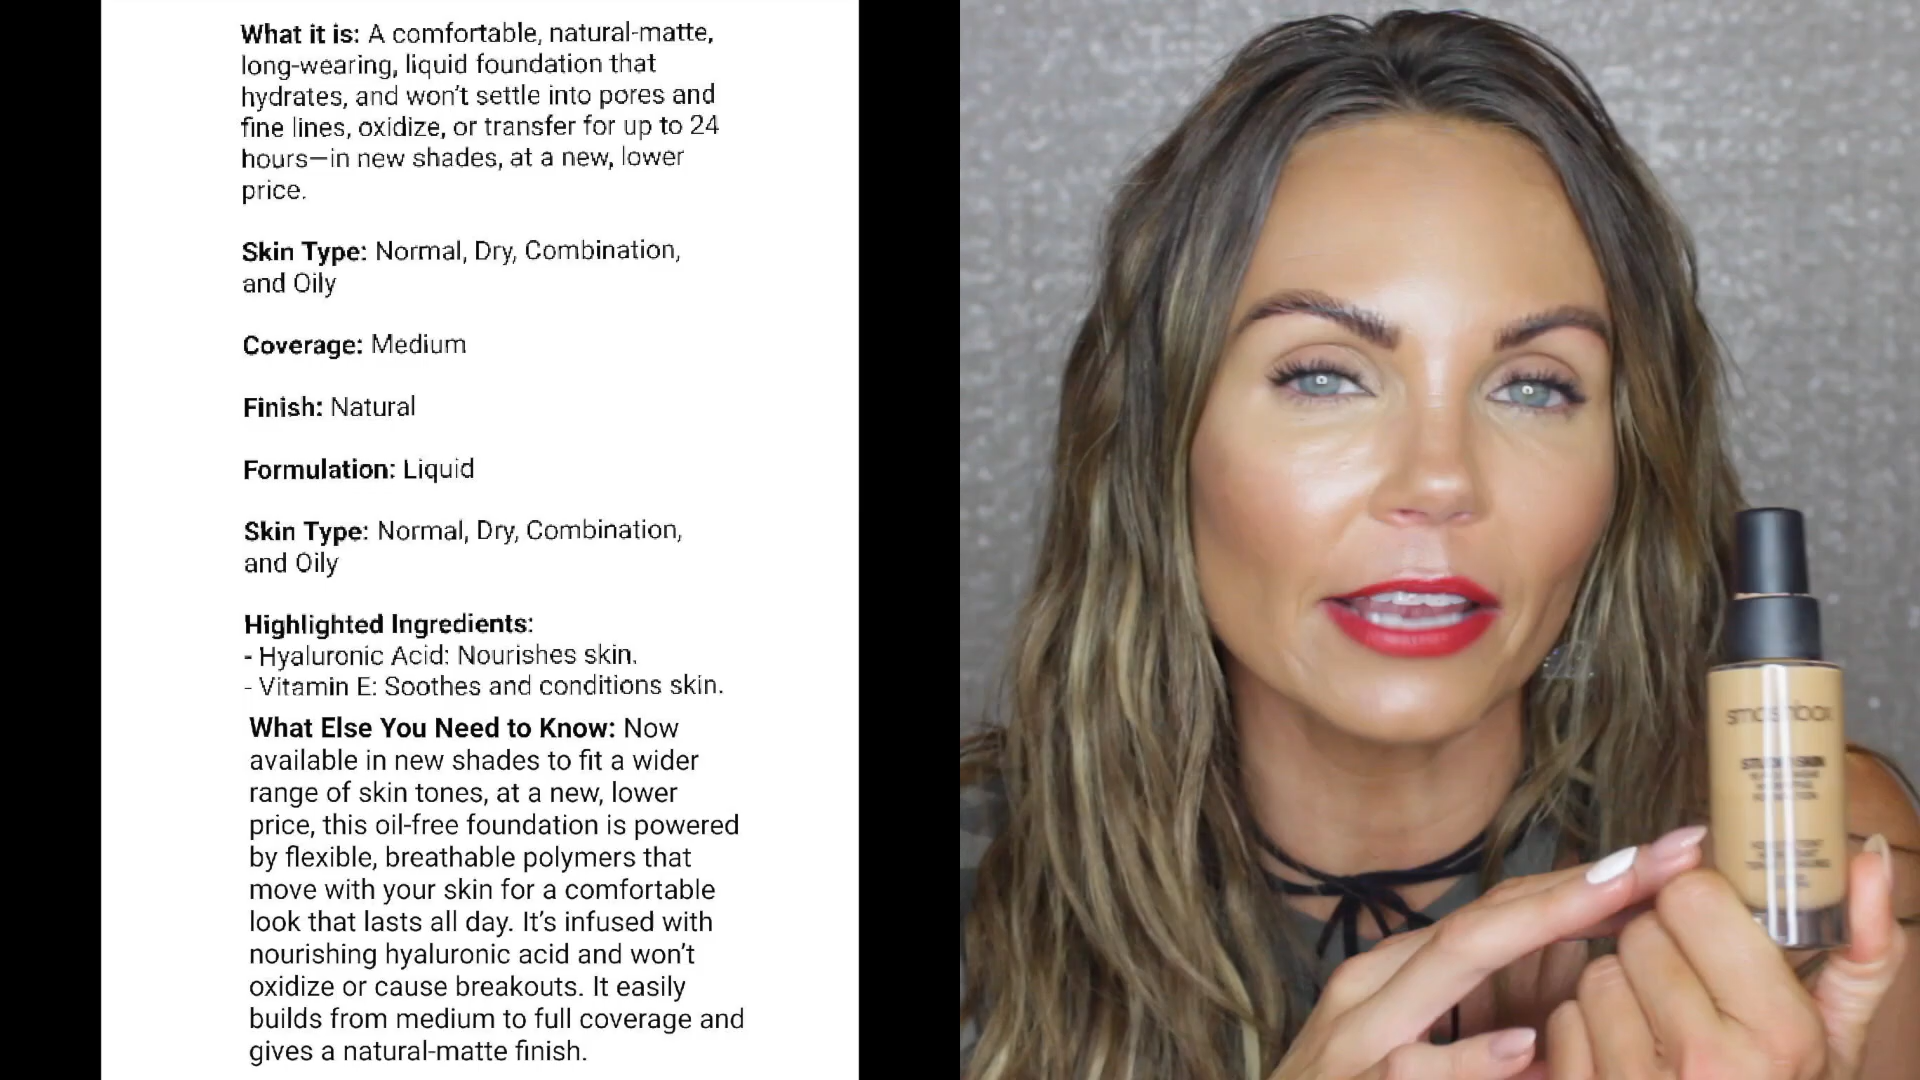 What it is: A comfortable, natural-matte,
long-wearing, liquid foundation that
hydrates, and won't settle into pores and
fine lines, oxidize, or transfer for up to 24
hours—in new shades, at a new, lower
price.
Skin Type: Normal, Dry, Combination,
and Oily
Coverage: Medium
Finish: Natural
Formulation: Liquid
Skin Type: Normal, Dry, Combination,
and Oily
Highlighted Ingredients:
- Hyaluronic Acid: Nourishes skin.
- Vitamin E: Soothes and conditions skin.
What Else You Need to Know: Now
available in new shades to fit a wider
range of skin tones, at a new, lower
price, this oil-free foundation is powered
by flexible, breathable polymers that
move with your skin for a comfortable
look that lasts all day. It's infused with
nourishing hyaluronic acid and won't
oxidize or cause breakouts. It easily
builds from medium to full coverage and
gives a natural-matte finish.
smashbox
STUDIO SKIN